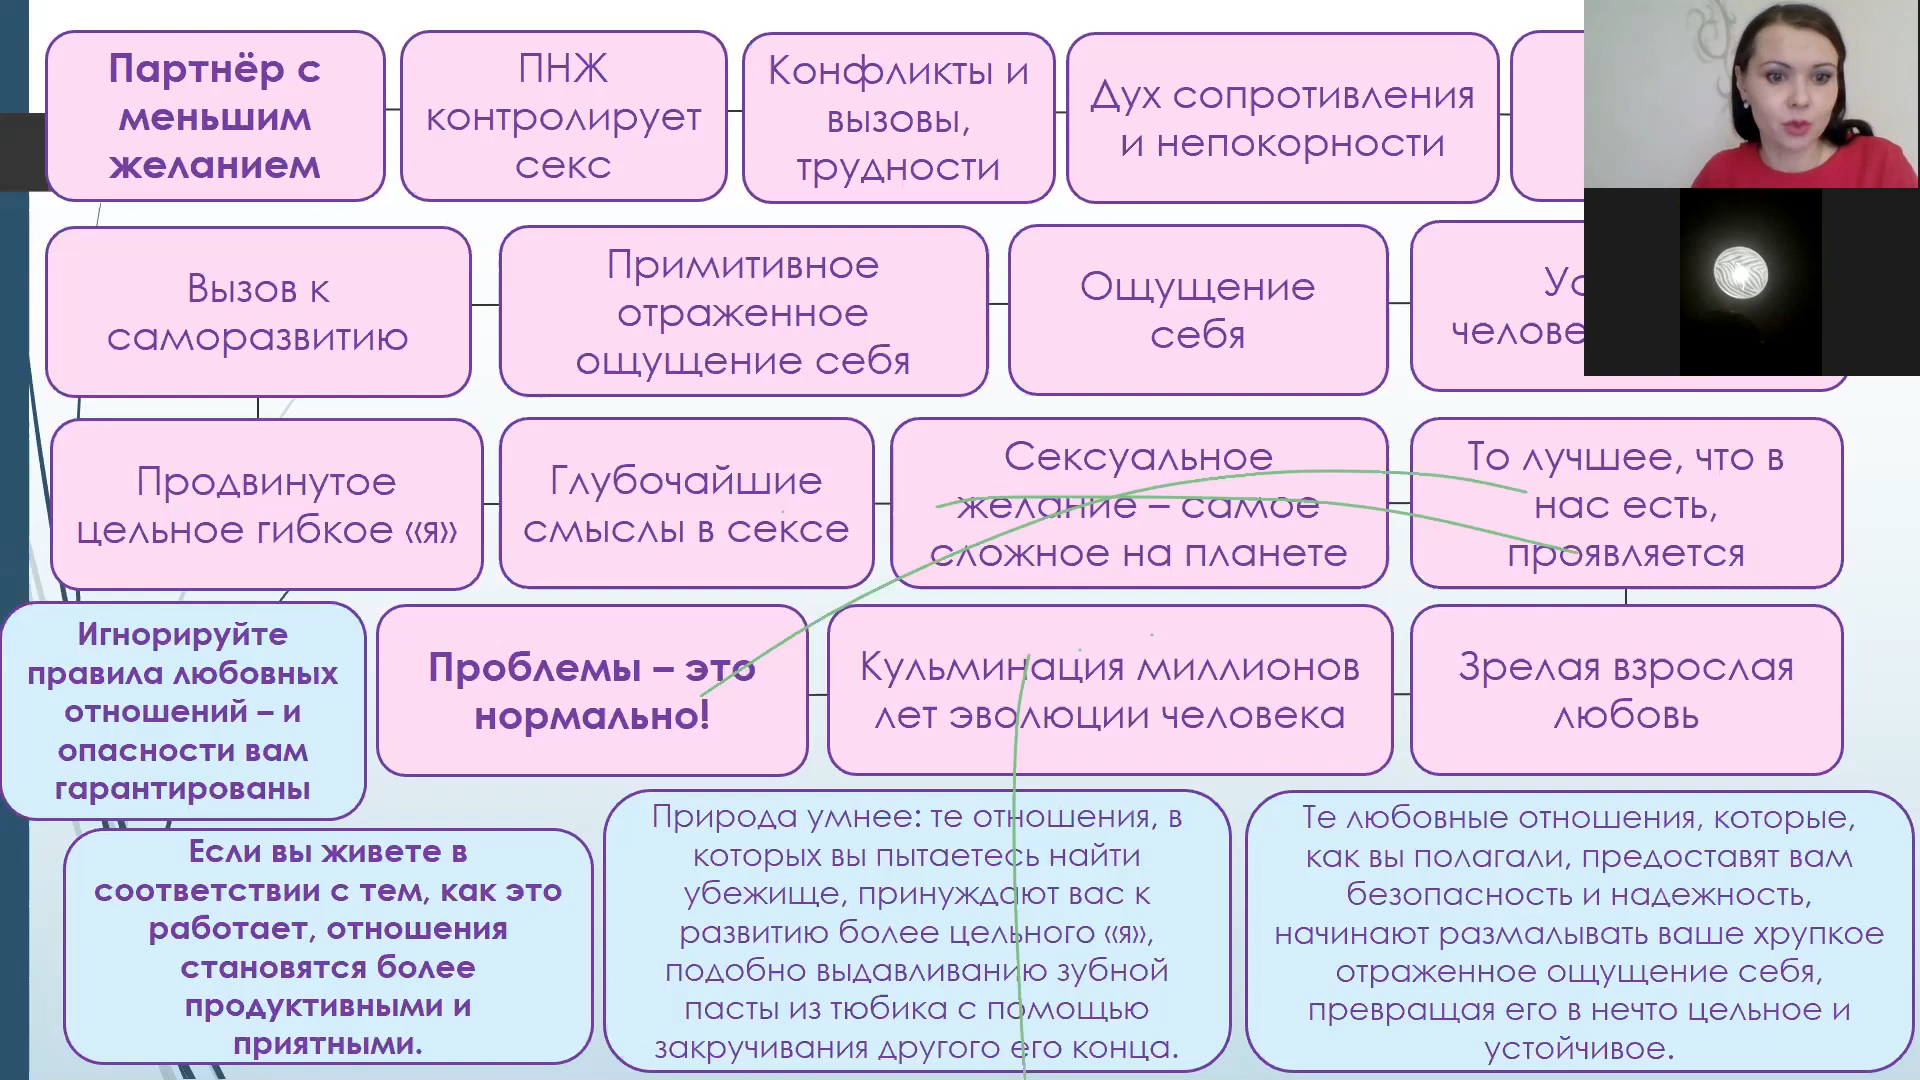 Партнёр с
меньшим
желанием
ПНЖ
контролирует
секс
Конфликты и
вызовы,
трудности
Дух сопротивления
и непокорности
Вызов к
саморазвитию
Примитивное
отраженное
ощущение себя
Ощущение
себя
Продвинутое
цельное гибкое «я»
Глубочайшие
смыслы в сексе
Сексуальное
желание – самое
сложное на планете
То лучшее, что в
нас есть,
проявляется
Игнорируйте
правила любовных
отношений – и
опасности вам
гарантированы
Проблемы – это
нормально!
Кульминация миллионов
лет эволюции человека
Зрелая взрослая
любовь
Если вы живете в
соответствии с тем, как это
работает, отношения
становятся более
продуктивными и
приятными.
Природа умнее: те отношения, в
которых вы пытаетесь найти
убежище, принуждают вас к
развитию более цельного «я»,
подобно выдавливанию зубной
пасты из тюбика с помощью
закручивания другого его конца.
Те любовные отношения, которые,
как вы полагали, предоставят вам
безопасность и надежность,
начинают размалывать ваше хрупкое
отраженное ощущение себя,
превращая его в нечто цельное и
устойчивое.